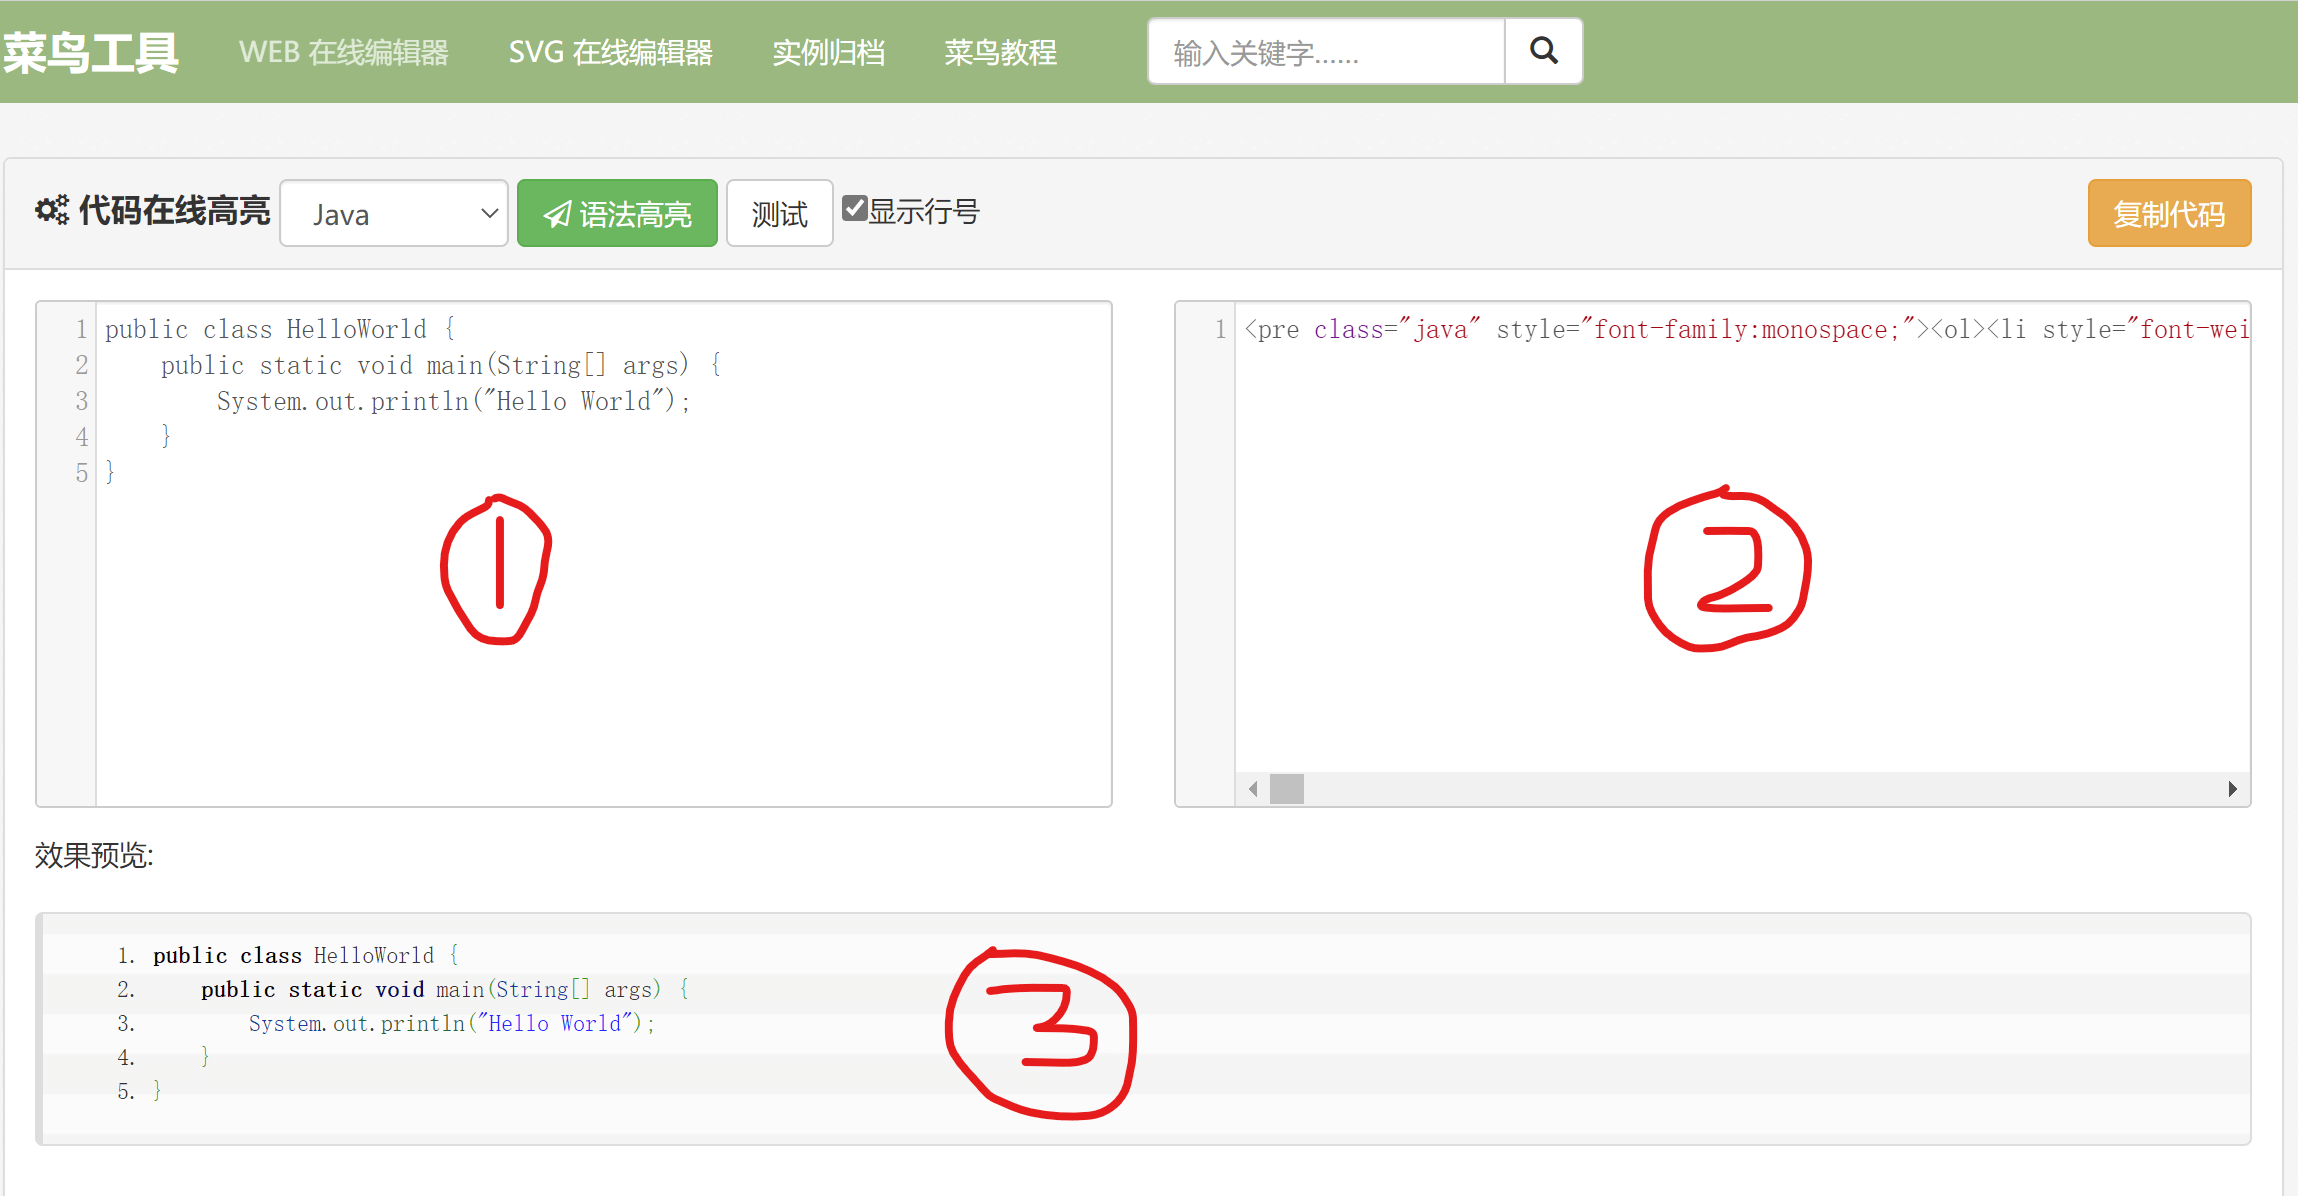 菜鸟工具 WEB 在线编辑器 SVG 在线编辑器 实例归档 菜鸟教程 输入关键字......
代码在线高亮 Java 语法高亮 测试 显示行号 复制代码
1 public class HelloWorld {
2     public static void main(String[] args) {
3         System.out.println("Hello World");
4     }
5 }
1
1 <pre class="java" style="font-family:monospace;"><ol><li style="font-wei
2
效果预览:
1. public class HelloWorld {
2.     public static void main(String[] args) {
3.         System.out.println("Hello World");
4.     }
5. }
3